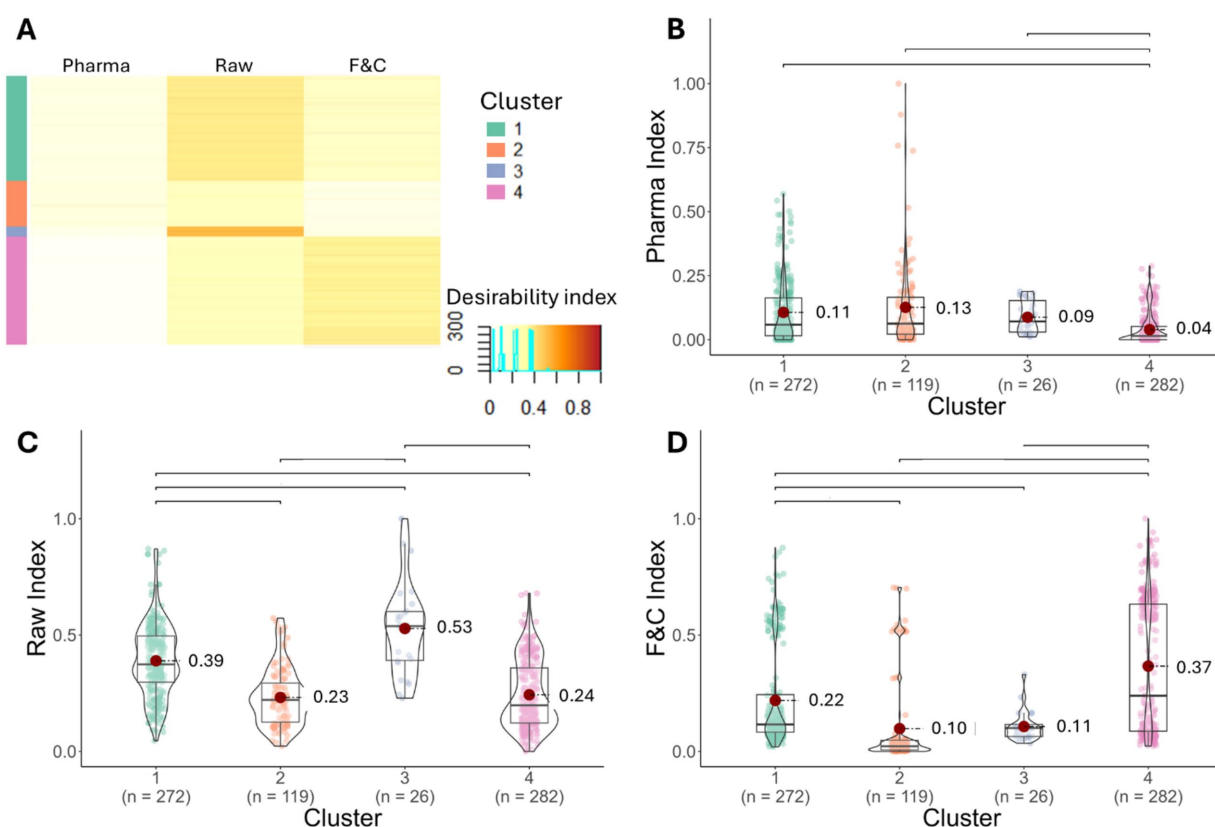 A
Pharma Raw F&C
Cluster
1
2
3
4
Desirability index
300
0
0 0.4 0.8
B
Pharma Index
1.00
0.75
0.50
0.25
0.00
0.11
0.13
0.09
0.04
1 2 3 4
(n = 272) (n = 119) (n = 26) (n = 282)
Cluster
C
Raw Index
1.0
0.5
0.0
0.39
0.23
0.53
0.24
1 2 3 4
(n = 272) (n = 119) (n = 26) (n = 282)
Cluster
D
F&C Index
1.0
0.5
0.0
0.22
0.10
0.11
0.37
1 2 3 4
(n = 272) (n = 119) (n = 26) (n = 282)
Cluster